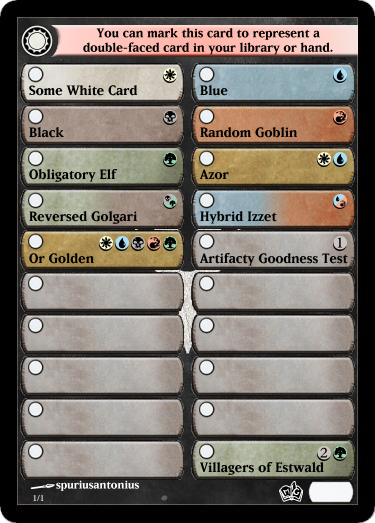 You can mark this card to represent a
double-faced card in your library or hand.
Some White Card
Blue
Black
Random Goblin
Obligatory Elf
Azor
Reversed Golgari
Hybrid Izzet
Or Golden
1
Artifacty Goodness Test
2
Villagers of Estwald
spuriusantonius
1/1